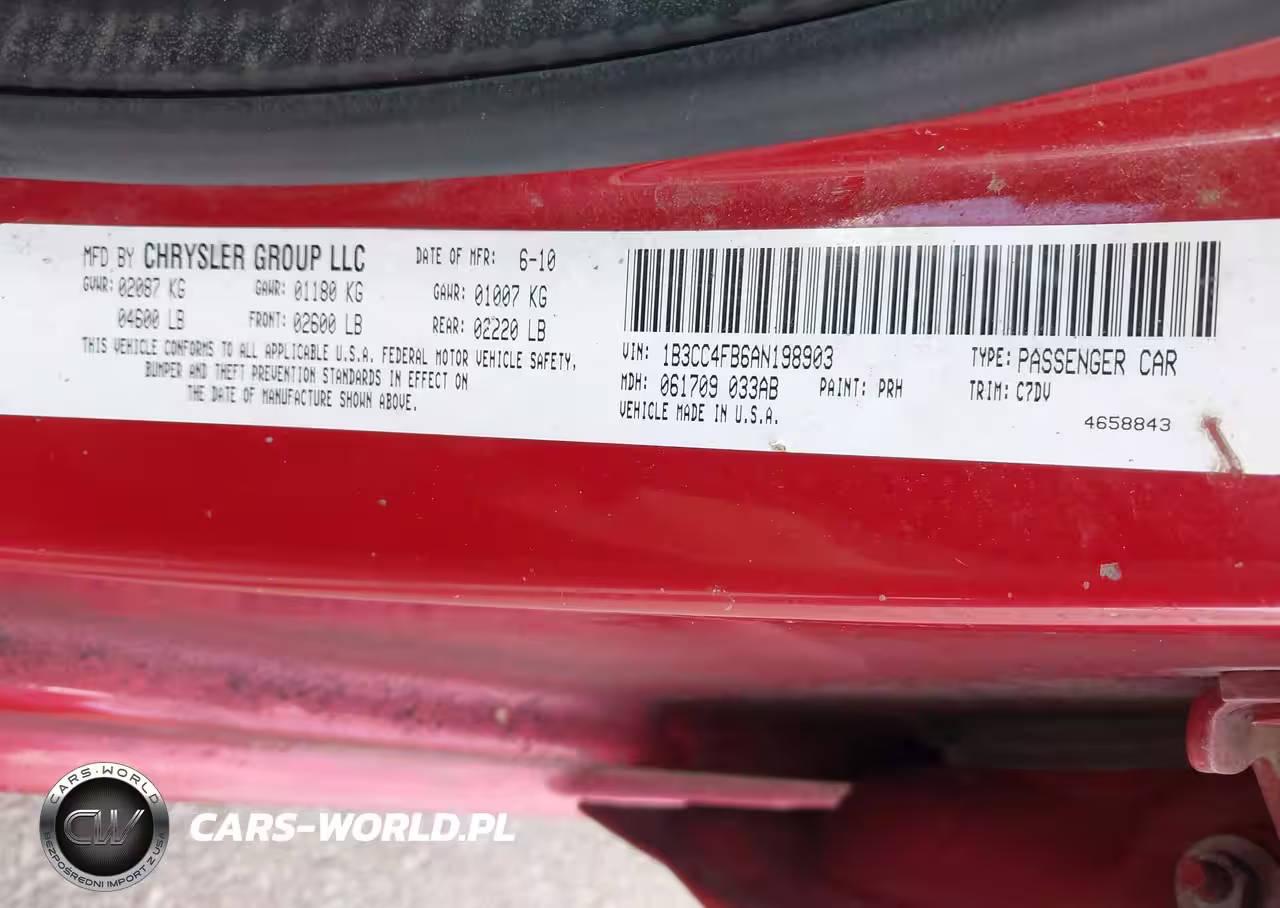 MFD BY CHRYSLER GROUP LLC DATE OF MFR: 6-10
GVWR: 02087 KG GAWR: 01180 KG GAWR: 01007 KG
04600 LB FRONT: 02600 LB REAR: 02220 LB
THIS VEHICLE CONFORMS TO ALL APPLICABLE U.S.A. FEDERAL MOTOR VEHICLE SAFETY,
BUMPER AND THEFT PREVENTION STANDARDS IN EFFECT ON
THE DATE OF MANUFACTURE SHOWN ABOVE.
VIN: 1B3CC4FB6AN198903 TYPE: PASSENGER CAR
MDH: 061709 033AB PAINT: PRH TRIM: C7DV
VEHICLE MADE IN U.S.A.
4658843
CARS-WORLD
CW
BEZPOŚREDNI IMPORT Z USA
CARS-WORLD.PL